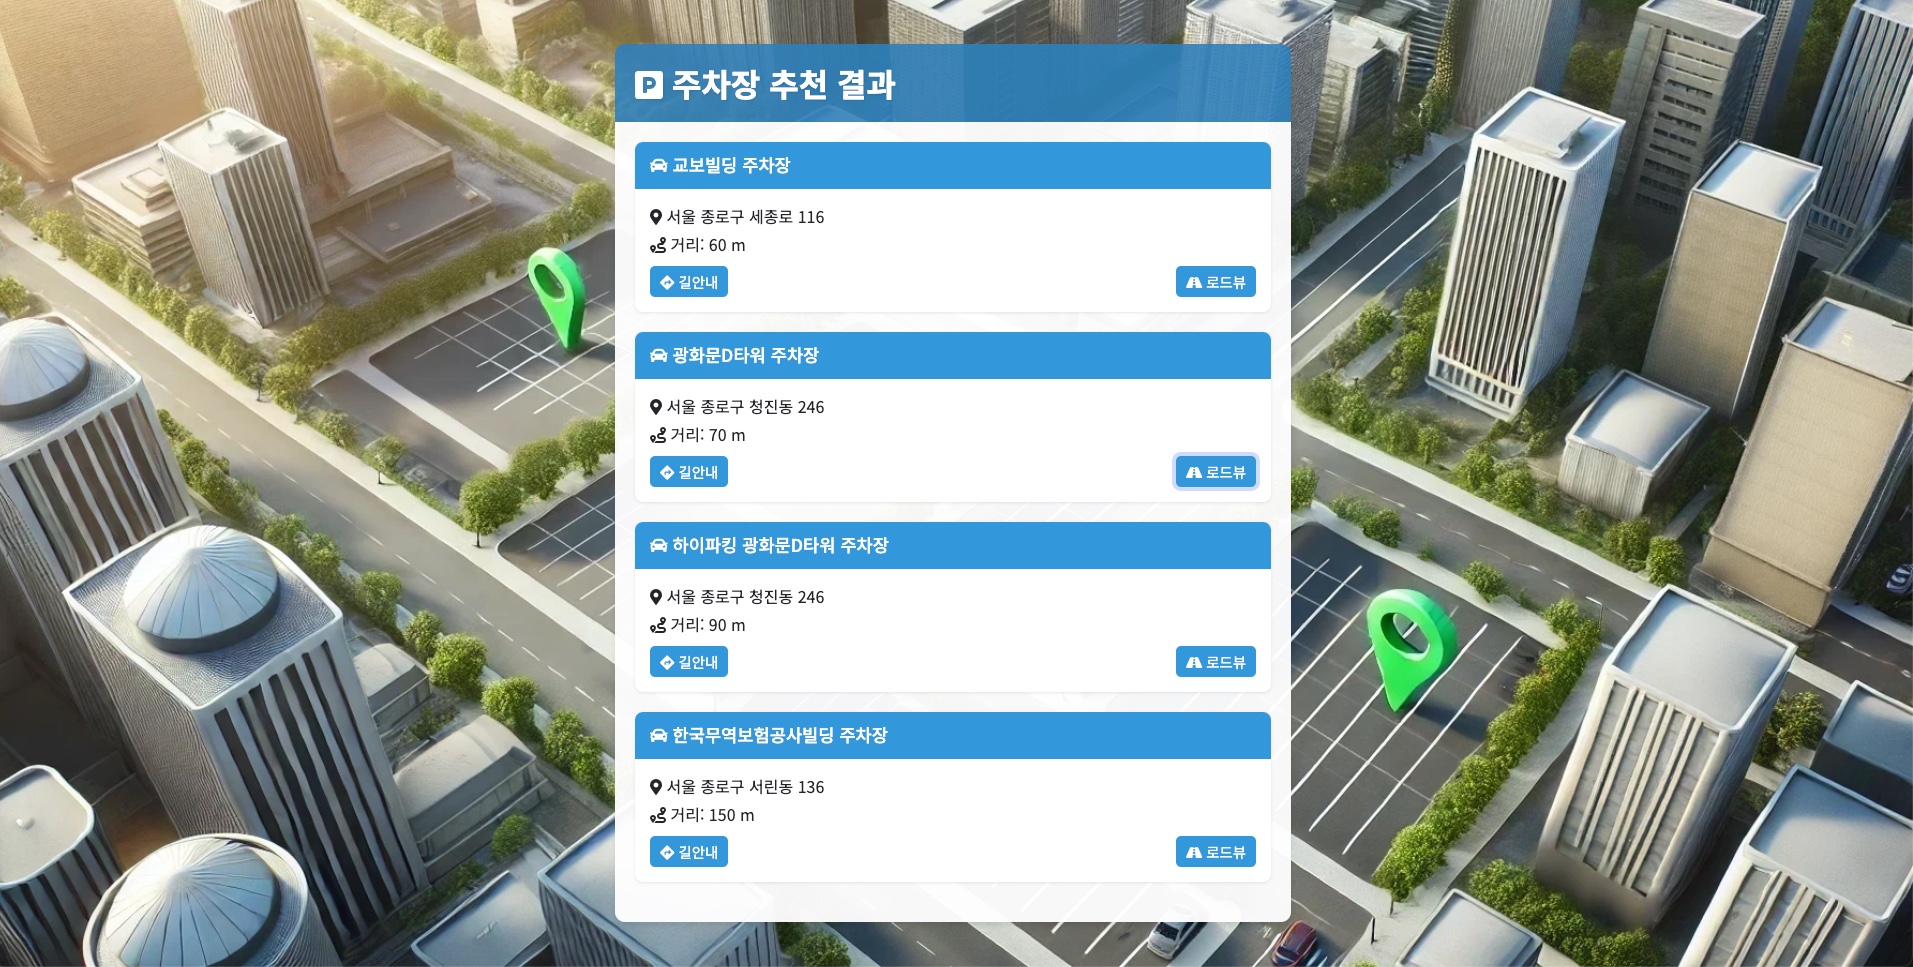 P 주차장 추천 결과
교보빌딩 주차장
서울 종로구 세종로 116
거리: 60 m
길안내 로드뷰
광화문D타워 주차장
서울 종로구 청진동 246
거리: 70 m
길안내 로드뷰
하이파킹 광화문D타워 주차장
서울 종로구 청진동 246
거리: 90 m
길안내 로드뷰
한국무역보험공사빌딩 주차장
서울 종로구 서린동 136
거리: 150 m
길안내 로드뷰